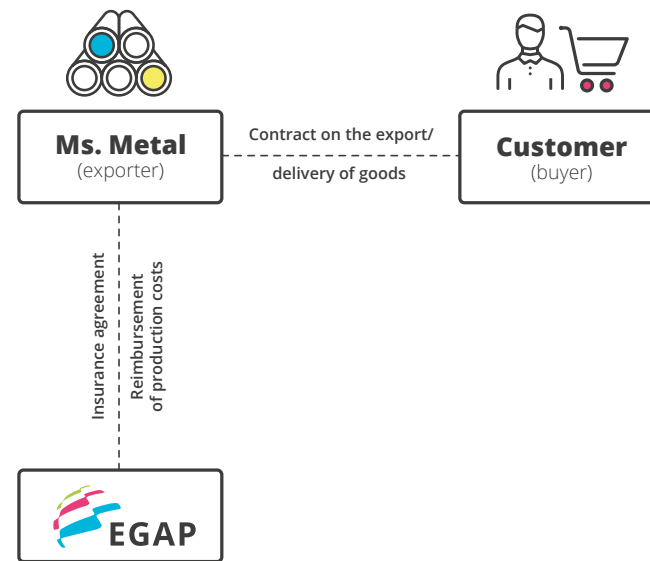 Ms. Metal
(exporter)
Contract on the export/
delivery of goods
Customer
(buyer)
Insurance agreement
Reimbursement
of production costs
EGAP